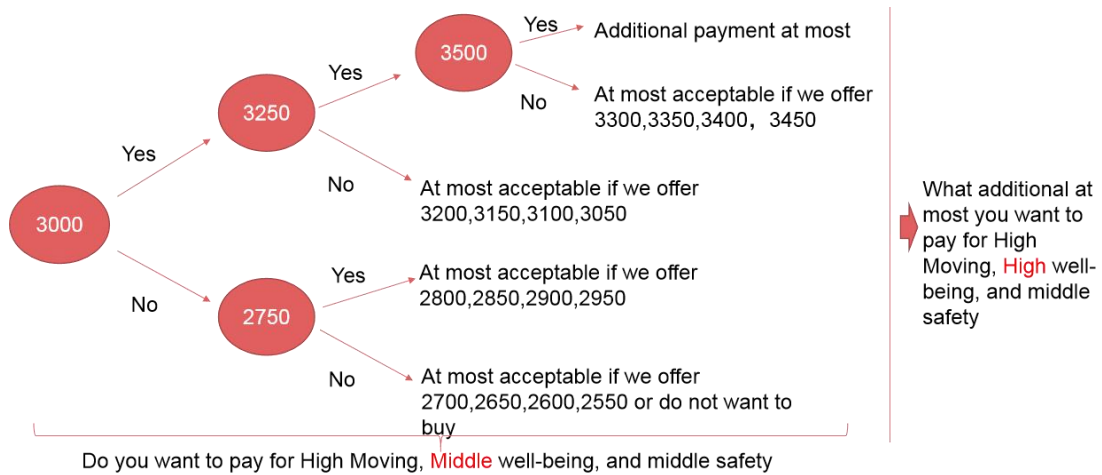 Yes
Additional payment at most
3500
Yes
No
At most acceptable if we offer
3300,3350,3400，3450
3250
Yes
No
At most acceptable if we offer
3200,3150,3100,3050
3000
No
Yes
At most acceptable if we offer
2800,2850,2900,2950
2750
No
At most acceptable if we offer
2700,2650,2600,2550 or do not want to
buy
Do you want to pay for High Moving, Middle well-being, and middle safety
What additional at
most you want to
pay for High
Moving, High well-
being, and middle
safety